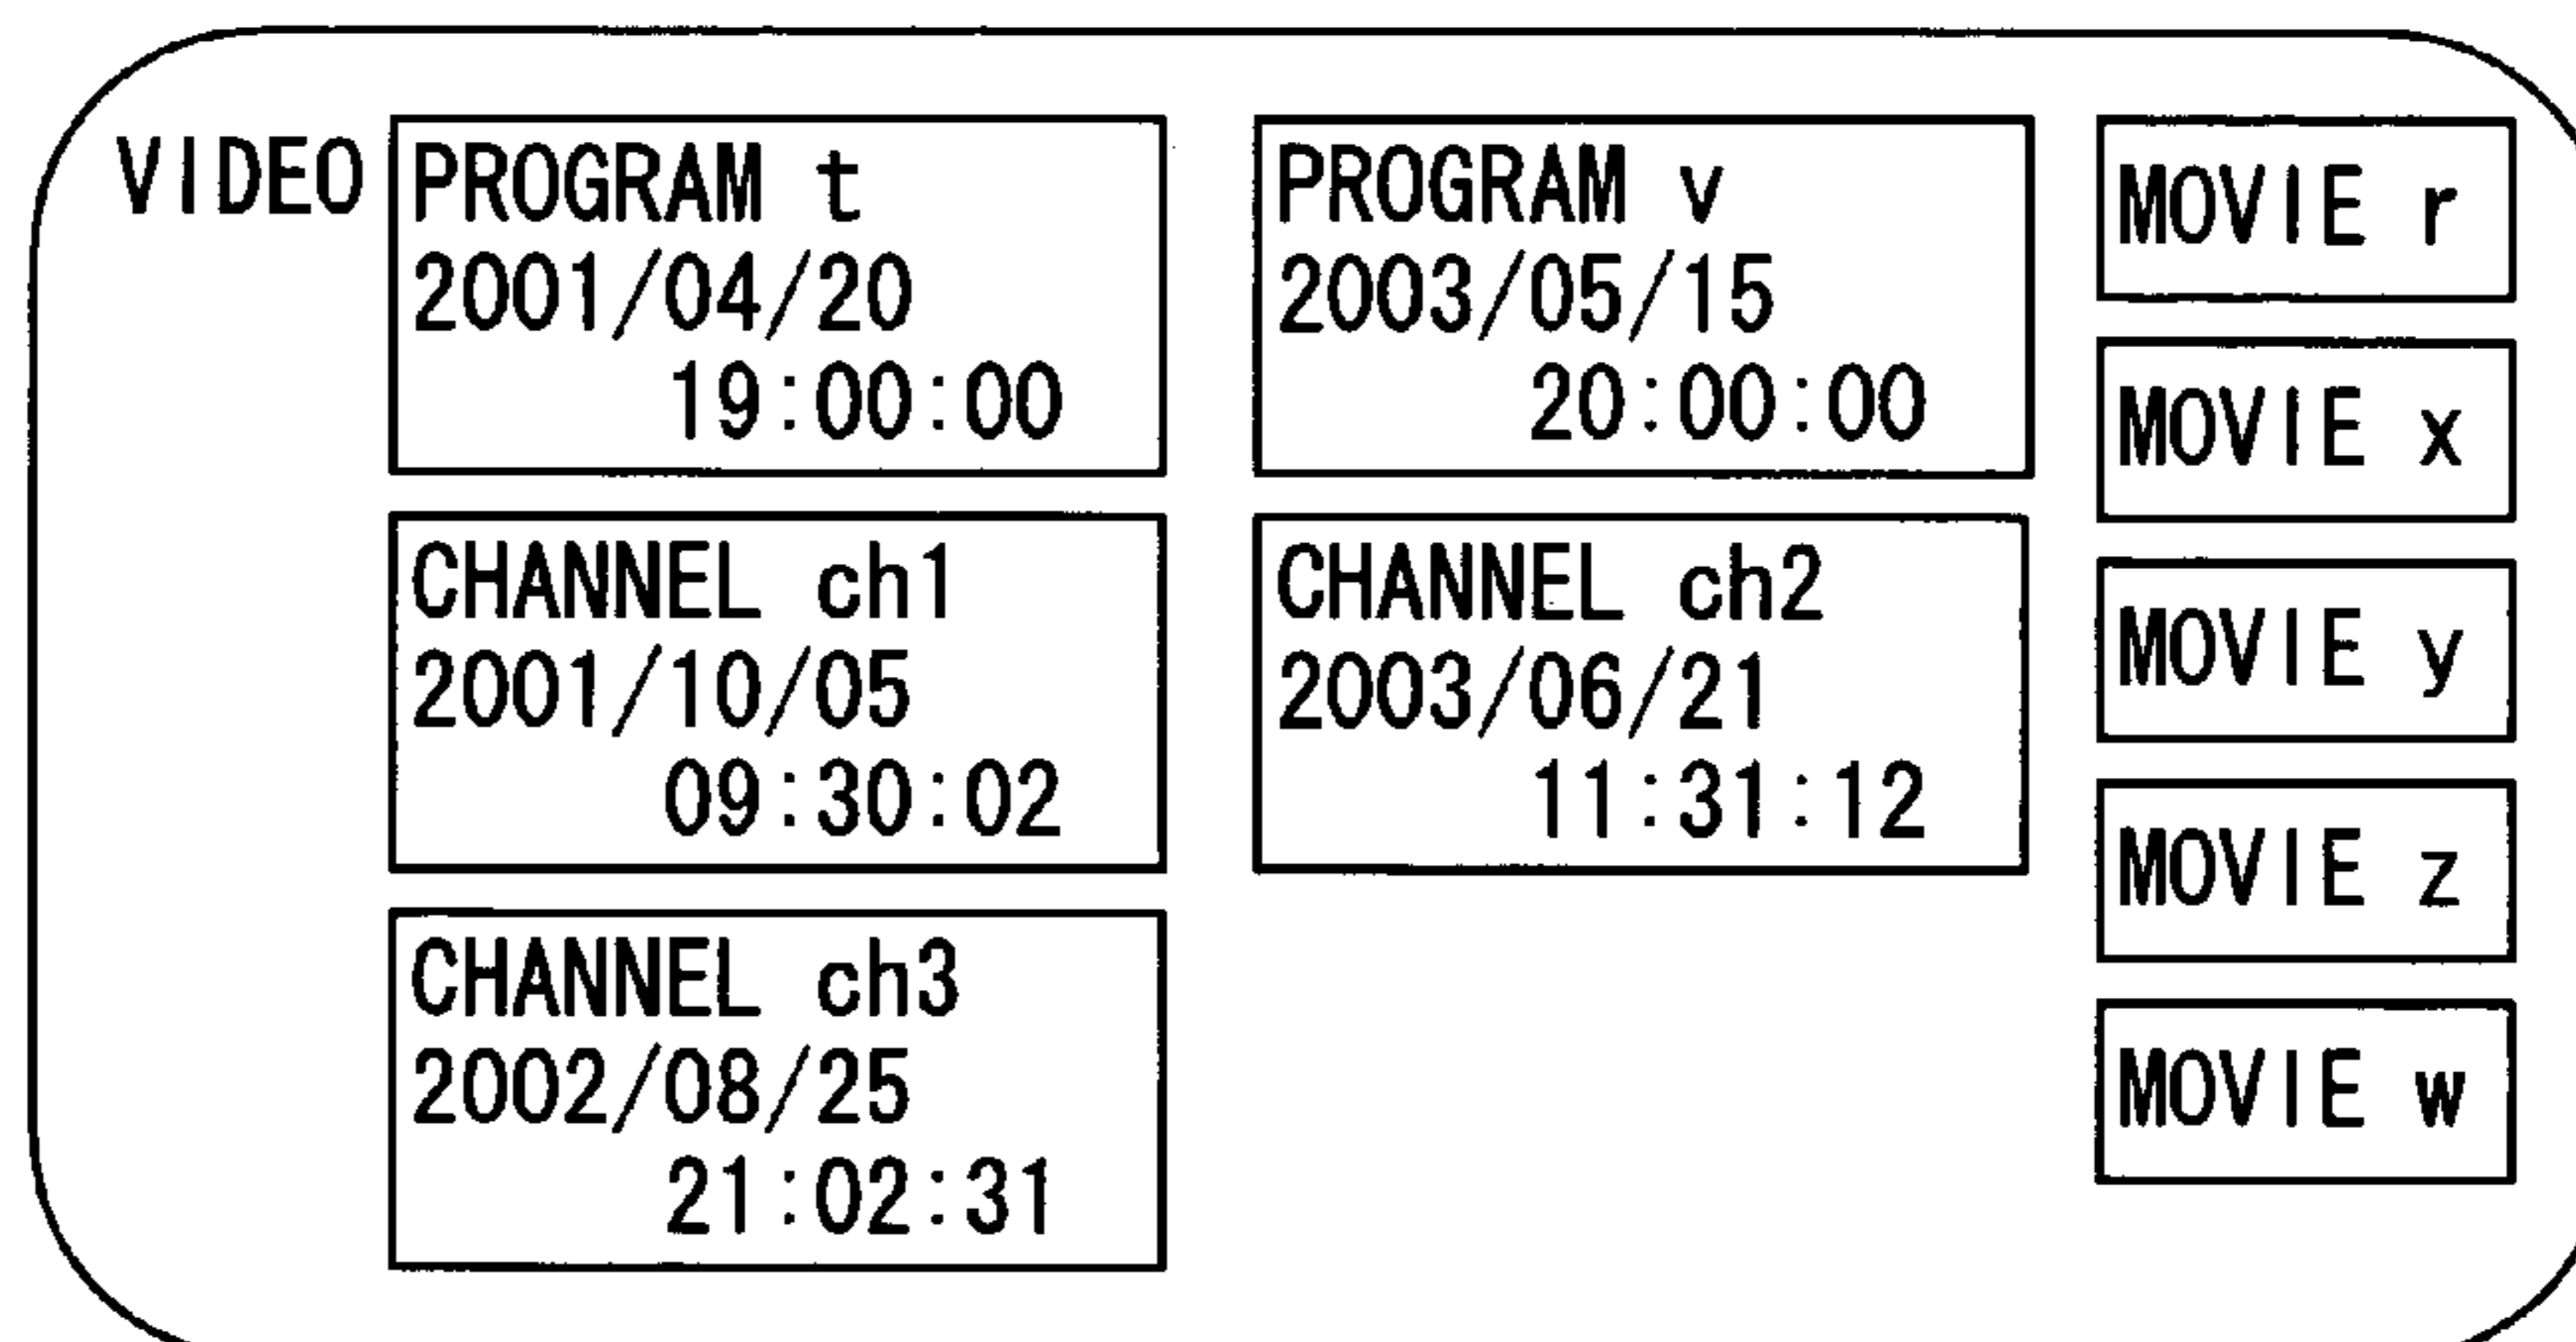 VIDEO
PROGRAM t
2001/04/20
19:00:00
PROGRAM v
2003/05/15
20:00:00
CHANNEL ch1
2001/10/05
09:30:02
CHANNEL ch2
2003/06/21
11:31:12
CHANNEL ch3
2002/08/25
21:02:31
MOVIE r
MOVIE x
MOVIE y
MOVIE z
MOVIE w